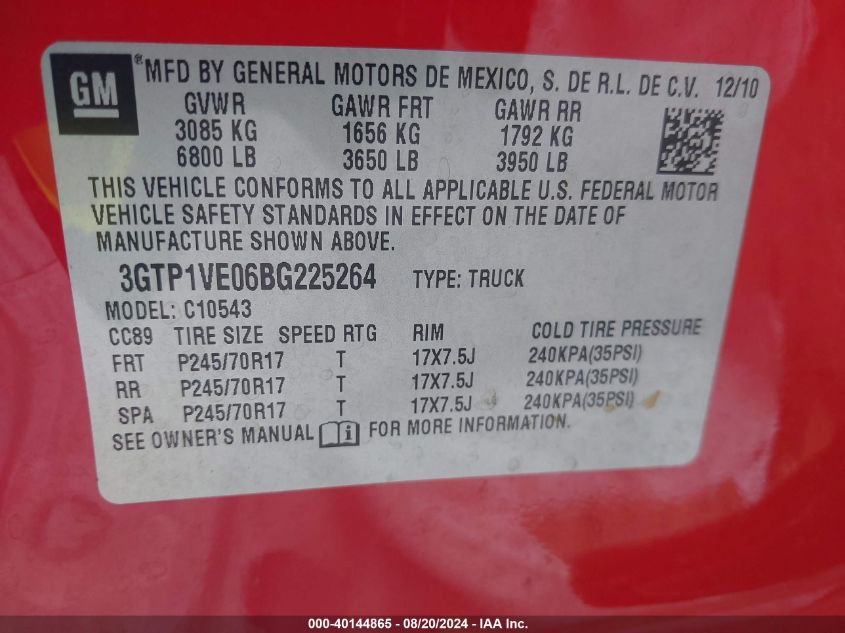 GM
® MFD BY GENERAL MOTORS DE MEXICO, S. DE R.L. DE C.V. 12/10
GVWR GAWR FRT GAWR RR
3085 KG 1656 KG 1792 KG
6800 LB 3650 LB 3950 LB
THIS VEHICLE CONFORMS TO ALL APPLICABLE U.S. FEDERAL MOTOR
VEHICLE SAFETY STANDARDS IN EFFECT ON THE DATE OF
MANUFACTURE SHOWN ABOVE.
3GTP1VE06BG225264 TYPE: TRUCK
MODEL: C10543
CC89 TIRE SIZE SPEED RTG RIM COLD TIRE PRESSURE
FRT P245/70R17 T 17X7.5J 240KPA(35PSI)
RR P245/70R17 T 17X7.5J 240KPA(35PSI)
SPA P245/70R17 T 17X7.5J 240KPA(35PSI)
SEE OWNER'S MANUAL i FOR MORE INFORMATION.
000-40144865 - 08/20/2024 - IAA Inc.